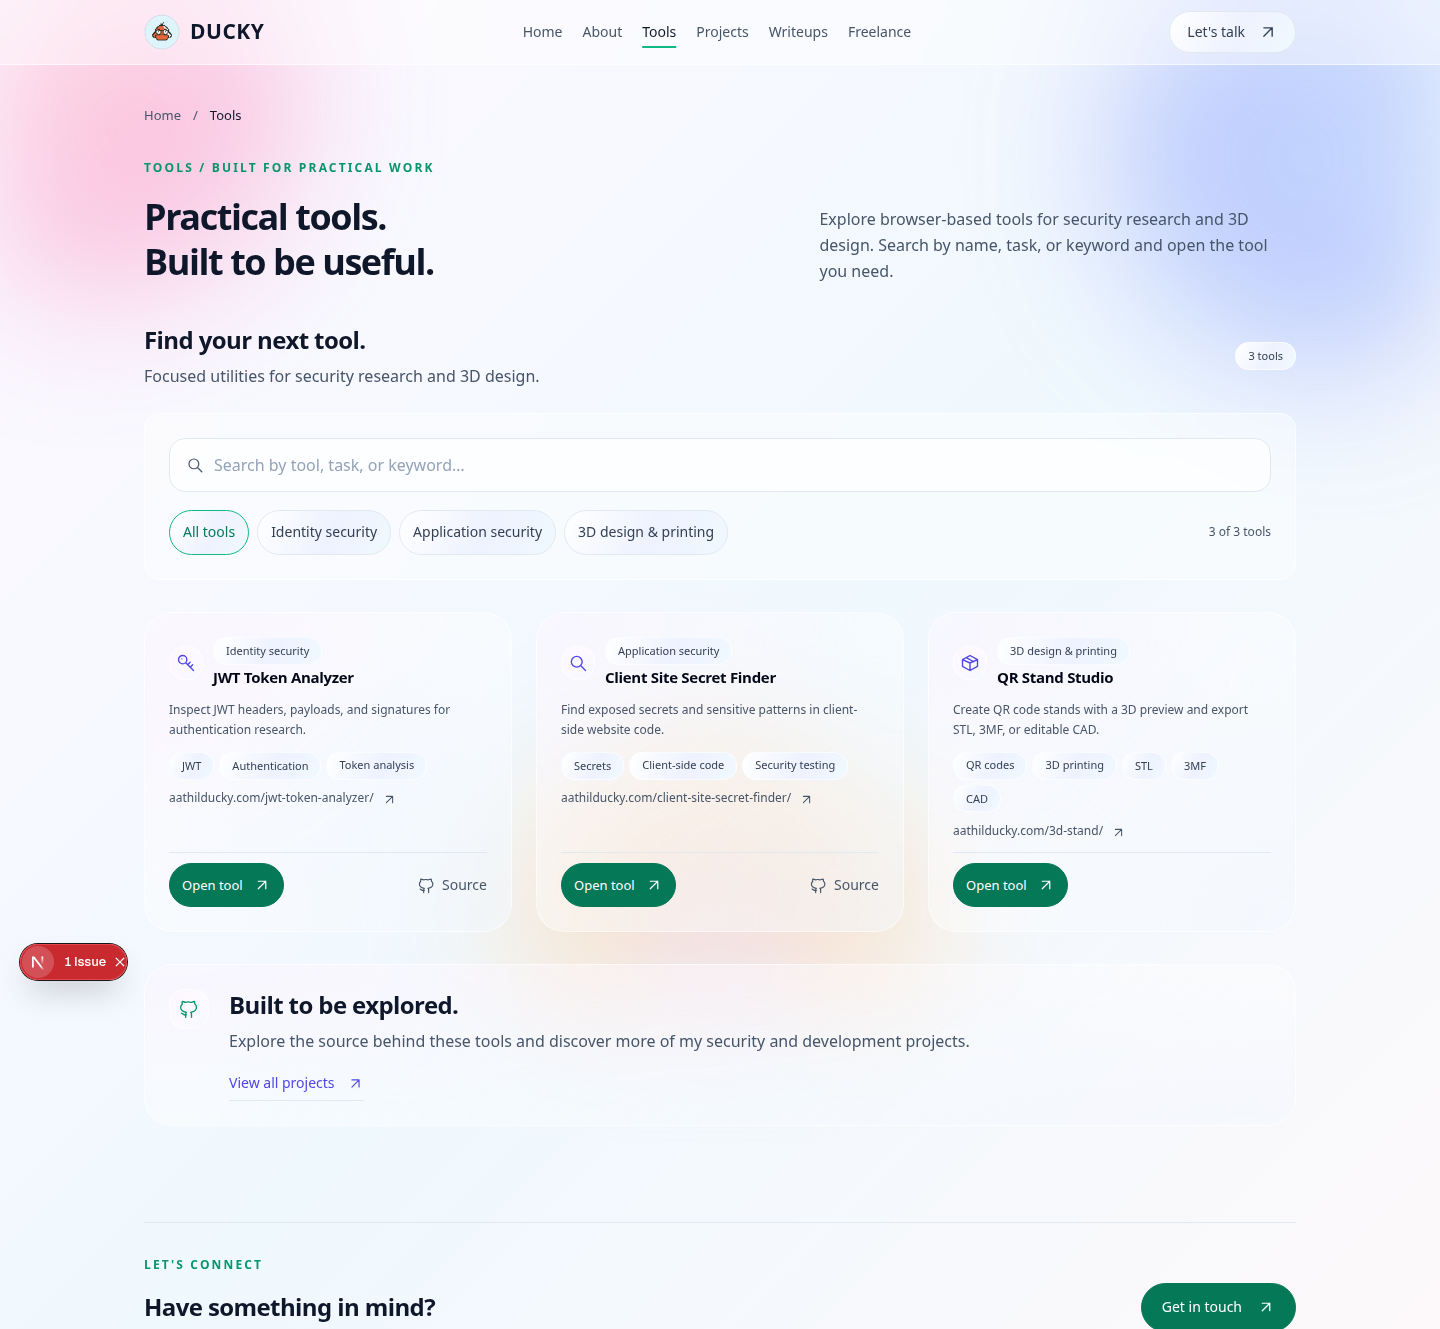 DUCKY
Home About Tools Projects Writeups Freelance
Let's talk
Home / Tools
TOOLS / BUILT FOR PRACTICAL WORK
Practical tools.
Built to be useful.
Explore browser-based tools for security research and 3D
design. Search by name, task, or keyword and open the tool
you need.
Find your next tool.
Focused utilities for security research and 3D design.
3 tools
Search by tool, task, or keyword...
All tools Identity security Application security 3D design & printing
3 of 3 tools
Identity security
JWT Token Analyzer
Inspect JWT headers, payloads, and signatures for
authentication research.
JWT Authentication Token analysis
aathilducky.com/jwt-token-analyzer/
Open tool
Source
Application security
Client Site Secret Finder
Find exposed secrets and sensitive patterns in client-
side website code.
Secrets Client-side code Security testing
aathilducky.com/client-site-secret-finder/
Open tool
Source
3D design & printing
QR Stand Studio
Create QR code stands with a 3D preview and export
STL, 3MF, or editable CAD.
QR codes 3D printing STL 3MF
CAD
aathilducky.com/3d-stand/
Open tool
N 1 Issue
Built to be explored.
Explore the source behind these tools and discover more of my security and development projects.
View all projects
LET'S CONNECT
Have something in mind?
Get in touch